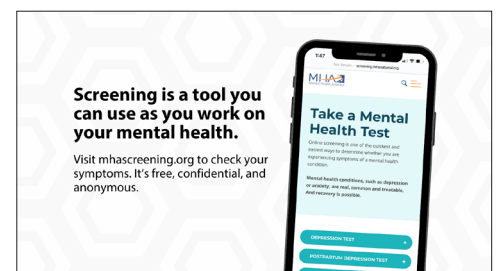 Screening is a tool you
can use as you work on
your mental health.
Visit mhascreening.org to check your
symptoms. It's free, confidential, and
anonymous.
1:47
screening.mhanational.org
MHA
Take a Mental
Health Test
Online screening is one of the quickest and
easiest ways to determine whether you are
experiencing symptoms of a mental health
condition.
Mental health conditions, such as depression
or anxiety, are real, common and treatable.
And recovery is possible.
DEPRESSION TEST +
POSTPARTUM DEPRESSION TEST +